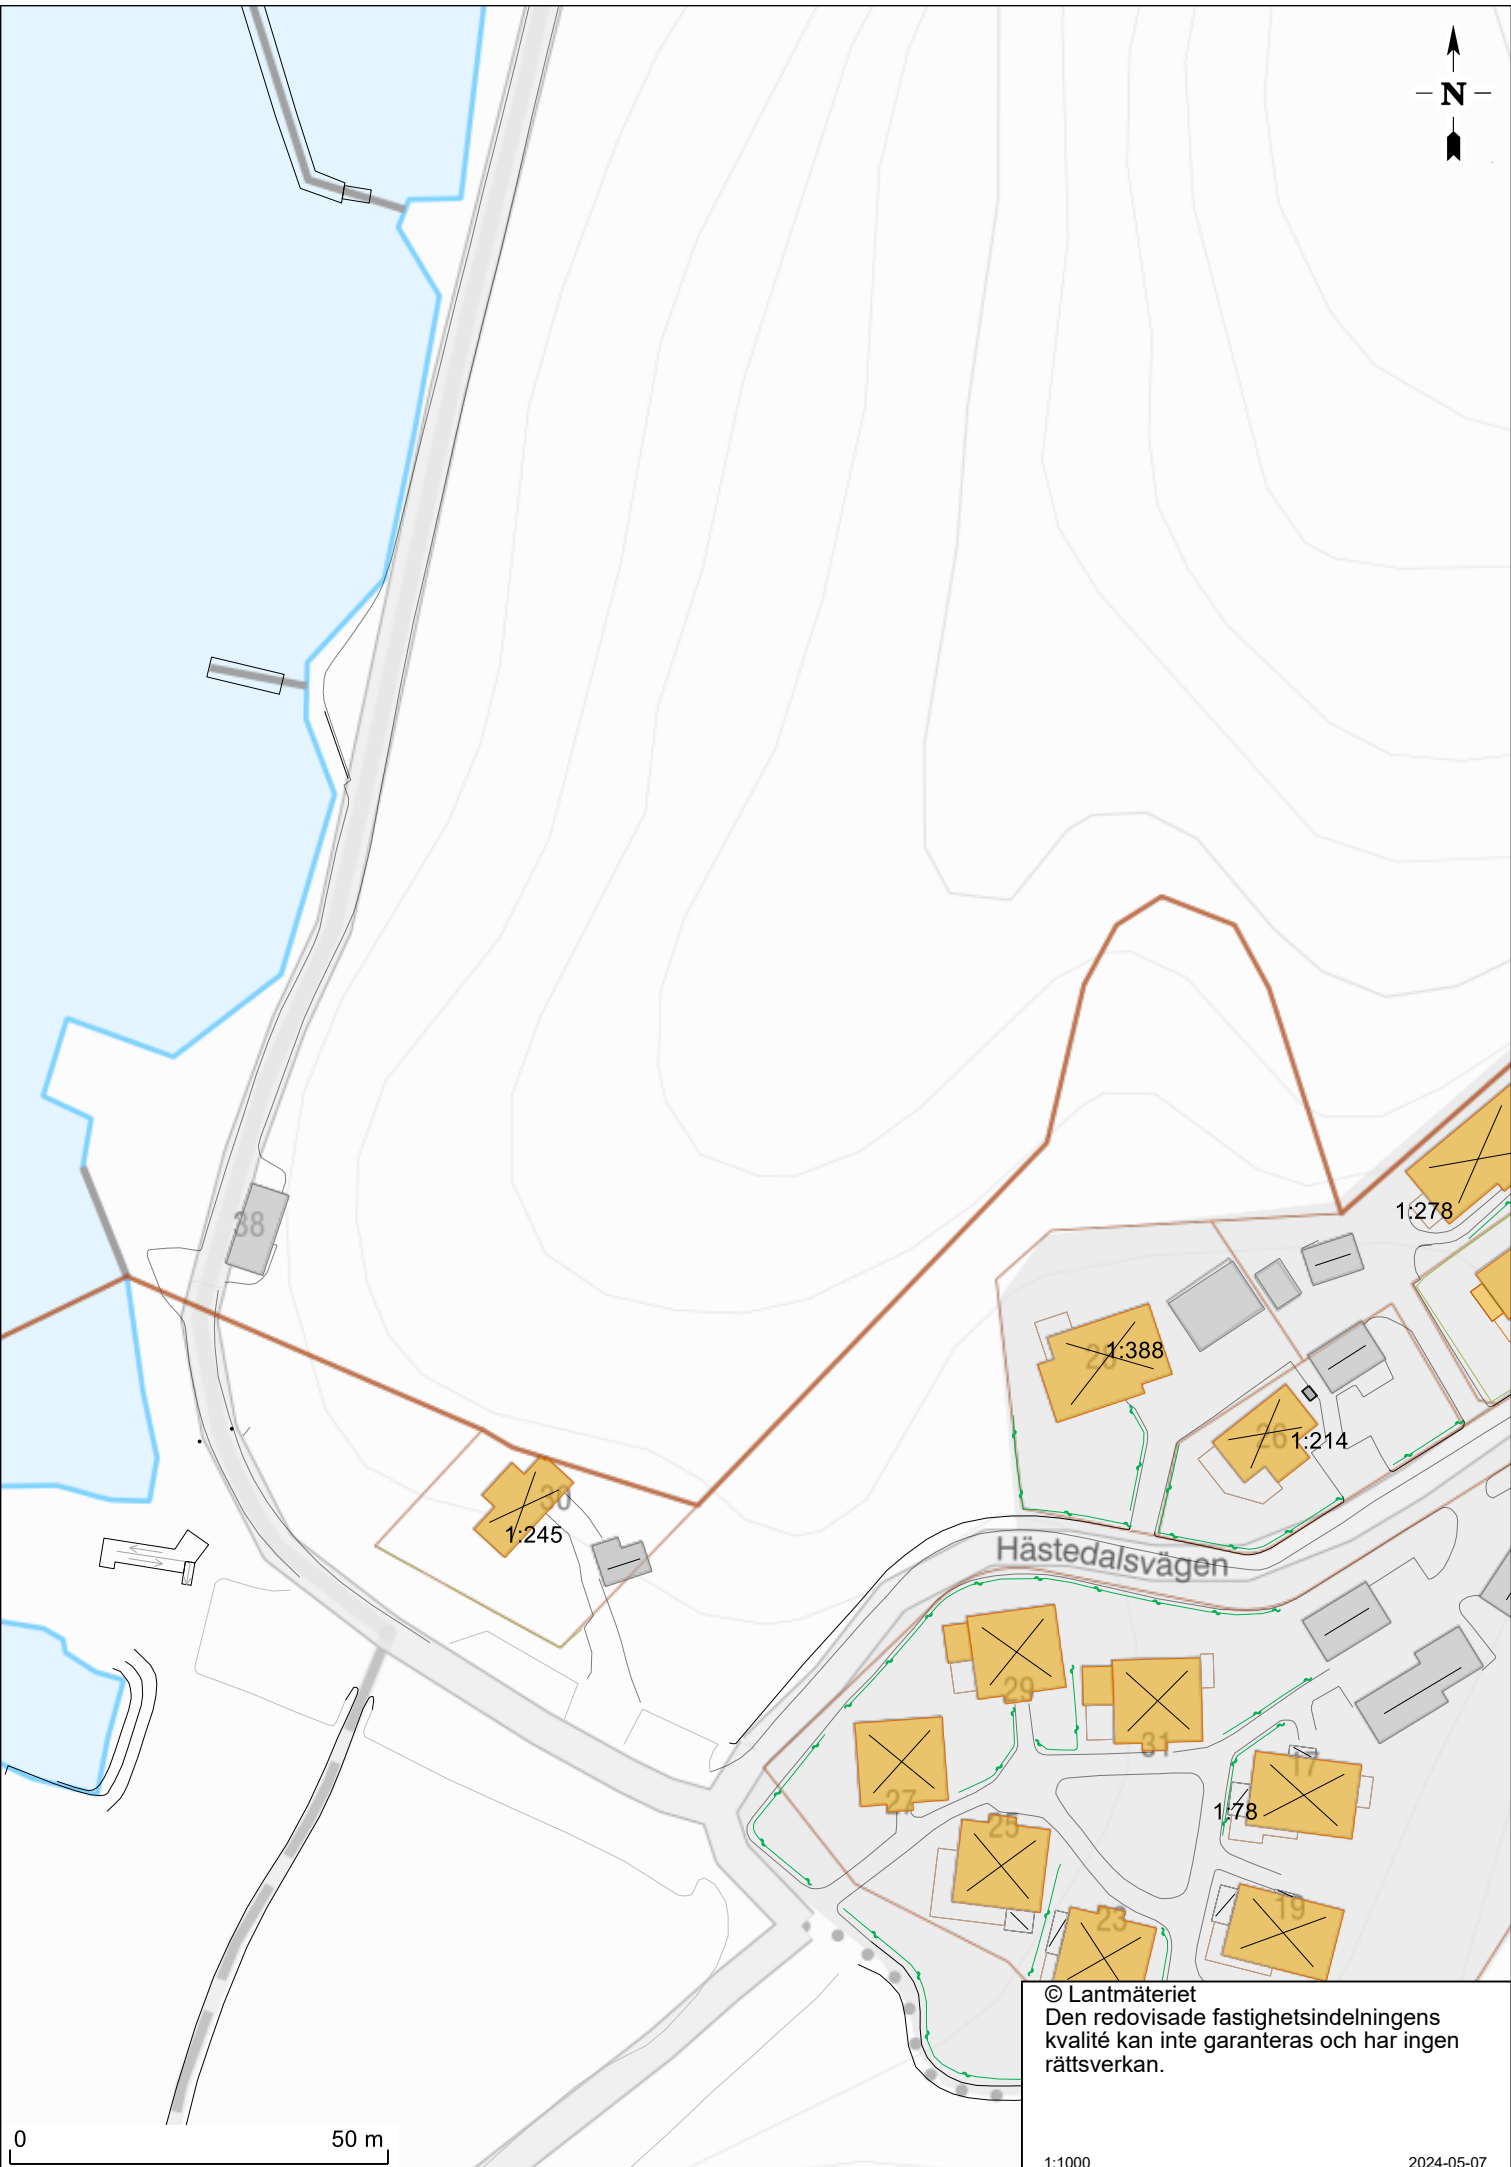 N
38
1:278
28
1:388
26
1:214
30
1:245
Hästedalsvägen
29
31
17
27
1:78
25
19
23
© Lantmäteriet
Den redovisade fastighetsindelningens
kvalité kan inte garanteras och har ingen
rättsverkan.
0 50 m
1:1000 2024-05-07